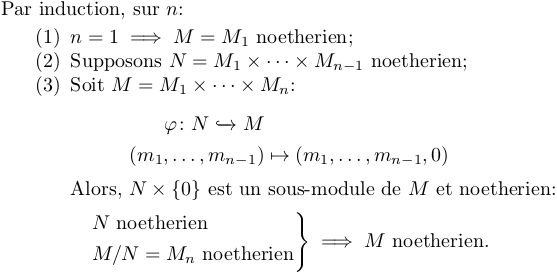 Par induction, sur n:
(1) n = 1 ⟹ M = M₁ noetherien;
(2) Supposons N = M₁ × ⋯ × Mₙ₋₁ noetherien;
(3) Soit M = M₁ × ⋯ × Mₙ:
φ: N ↪ M
(m₁, …, mₙ₋₁) ↦ (m₁, …, mₙ₋₁, 0)
Alors, N × {0} est un sous-module de M et noetherien:
N noetherien
M/N = Mₙ noetherien } ⟹ M noetherien.